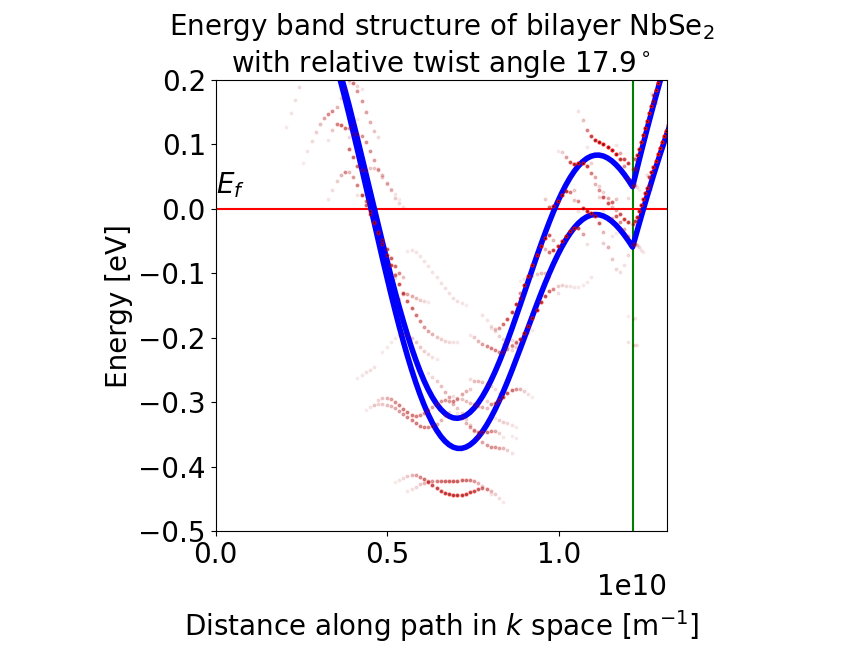 Energy band structure of bilayer NbSe₂
with relative twist angle 17.9°
0.2
0.1
E_f
0.0
−0.1
−0.2
−0.3
−0.4
−0.5
Energy [eV]
0.0 0.5 1.0
1e10
Distance along path in k space [m⁻¹]